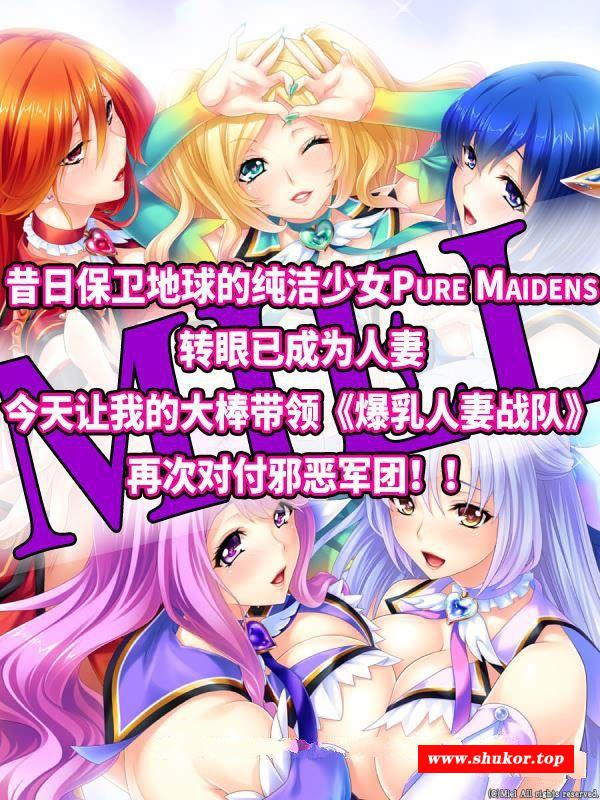 昔日保卫地球的纯洁少女PURE MAIDENS
转眼已成为人妻
今天让我的大棒带领《爆乳人妻战队》
再次对付邪恶军团！！
MIEL
www.shukor.top
(C)Miel All rights reserved.